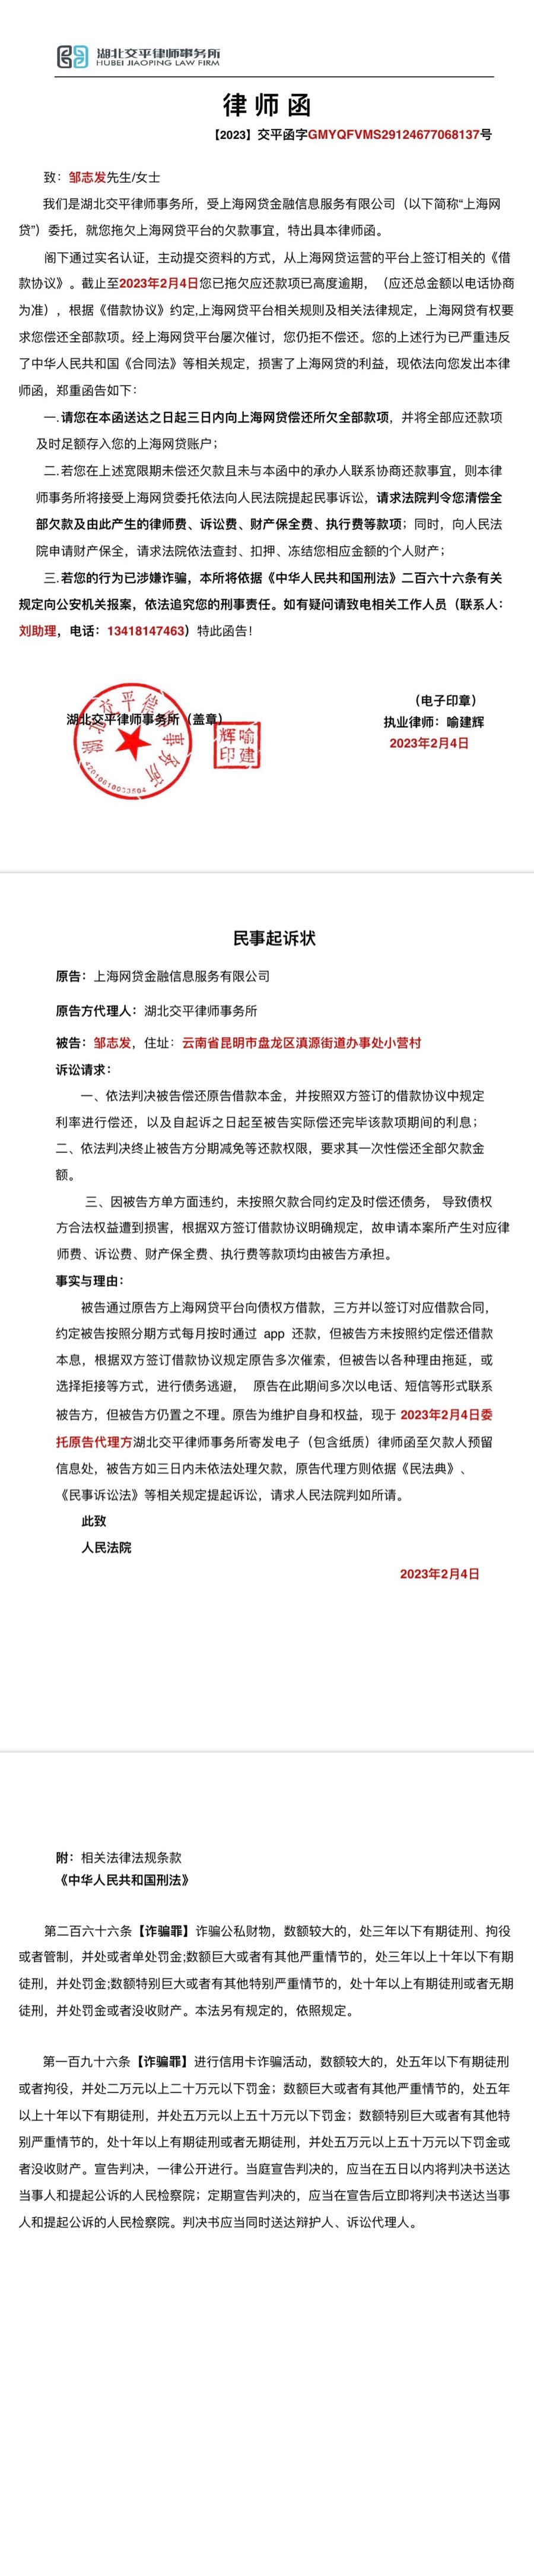 湖北交平律师事务所
HUBEI JIAOPING LAW FIRM
律师函
【2023】交平函字GMYQFVMS29124677068137号
致：邹志发先生/女士
我们是湖北交平律师事务所，受上海网贷金融信息服务有限公司（以下简称“上海网
贷”）委托，就您拖欠上海网贷平台的欠款事宜，特出具本律师函。
阁下通过实名认证，主动提交资料的方式，从上海网贷运营的平台上签订相关的《借
款协议》。截止至2023年2月4日您已拖欠应还款项已高度逾期，（应还总金额以电话协商
为准），根据《借款协议》约定,上海网贷平台相关规则及相关法律规定，上海网贷有权要
求您偿还全部款项。经上海网贷平台屡次催讨，您仍拒不偿还。您的上述行为已严重违反
了中华人民共和国《合同法》等相关规定，损害了上海网贷的利益，现依法向您发出本律
师函，郑重函告如下：
一.请您在本函送达之日起三日内向上海网贷偿还所欠全部款项，并将全部应还款项
及时足额存入您的上海网贷账户；
二.若您在上述宽限期未偿还欠款且未与本函中的承办人联系协商还款事宜，则本律
师事务所将接受上海网贷委托依法向人民法院提起民事诉讼，请求法院判令您清偿全
部欠款及由此产生的律师费、诉讼费、财产保全费、执行费等款项；同时，向人民法
院申请财产保全，请求法院依法查封、扣押、冻结您相应金额的个人财产；
三.若您的行为已涉嫌诈骗，本所将依据《中华人民共和国刑法》二百六十六条有关
规定向公安机关报案，依法追究您的刑事责任。如有疑问请致电相关工作人员（联系人：
刘助理，电话：13418147463）特此函告！
湖北交平律师事务所（盖章）
湖北交平律师事务所
42010610033504
喻建辉印
（电子印章）
执业律师：喻建辉
2023年2月4日
民事起诉状
原告：上海网贷金融信息服务有限公司
原告方代理人：湖北交平律师事务所
被告：邹志发，住址：云南省昆明市盘龙区滇源街道办事处小营村
诉讼请求：
一、依法判决被告偿还原告借款本金，并按照双方签订的借款协议中规定
利率进行偿还，以及自起诉之日起至被告实际偿还完毕该款项期间的利息；
二、依法判决终止被告方分期减免等还款权限，要求其一次性偿还全部欠款金
额。
三、因被告方单方面违约，未按照欠款合同约定及时偿还债务，导致债权
方合法权益遭到损害，根据双方签订借款协议明确规定，故申请本案所产生对应律
师费、诉讼费、财产保全费、执行费等款项均由被告方承担。
事实与理由：
被告通过原告方上海网贷平台向债权方借款，三方并以签订对应借款合同，
约定被告按照分期方式每月按时通过 app 还款，但被告方未按照约定偿还借款
本息，根据双方签订借款协议规定原告多次催索，但被告以各种理由拖延，或
选择拒接等方式，进行债务逃避， 原告在此期间多次以电话、短信等形式联系
被告方，但被告方仍置之不理。原告为维护自身和权益，现于 2023年2月4日委
托原告代理方湖北交平律师事务所寄发电子（包含纸质）律师函至欠款人预留
信息处，被告方如三日内未依法处理欠款，原告代理方则依据《民法典》、
《民事诉讼法》等相关规定提起诉讼，请求人民法院判如所请。
此致
人民法院
2023年2月4日
附：相关法律法规条款
《中华人民共和国刑法》
第二百六十六条【诈骗罪】诈骗公私财物，数额较大的，处三年以下有期徒刑、拘役
或者管制，并处或者单处罚金;数额巨大或者有其他严重情节的，处三年以上十年以下有期
徒刑，并处罚金;数额特别巨大或者有其他特别严重情节的，处十年以上有期徒刑或者无期
徒刑，并处罚金或者没收财产。本法另有规定的，依照规定。
第一百九十六条【诈骗罪】进行信用卡诈骗活动，数额较大的，处五年以下有期徒刑
或者拘役，并处二万元以上二十万元以下罚金；数额巨大或者有其他严重情节的，处五年
以上十年以下有期徒刑，并处五万元以上五十万元以下罚金；数额特别巨大或者有其他特
别严重情节的，处十年以上有期徒刑或者无期徒刑，并处五万元以上五十万元以下罚金或
者没收财产。宣告判决，一律公开进行。当庭宣告判决的，应当在五日以内将判决书送达
当事人和提起公诉的人民检察院；定期宣告判决的，应当在宣告后立即将判决书送达当事
人和提起公诉的人民检察院。判决书应当同时送达辩护人、诉讼代理人。